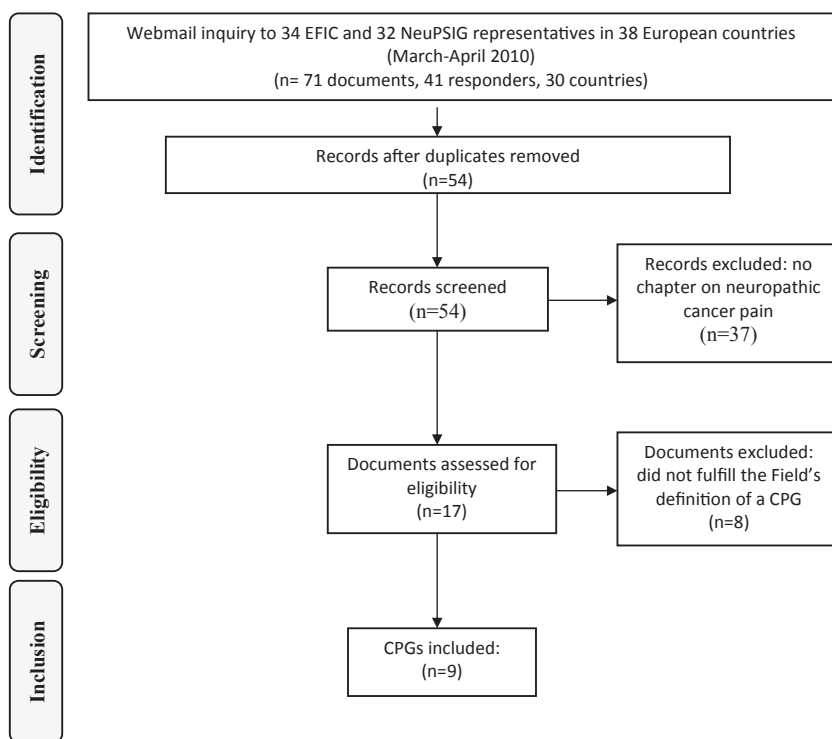 Identification
Webmail inquiry to 34 EFIC and 32 NeuPSIG representatives in 38 European countries
(March-April 2010)
(n= 71 documents, 41 responders, 30 countries)
Records after duplicates removed
(n=54)
Screening
Records screened
(n=54)
Records excluded: no
chapter on neuropathic
cancer pain
(n=37)
Eligibility
Documents assessed for
eligibility
(n=17)
Documents excluded:
did not fulfill the Field's
definition of a CPG
(n=8)
Inclusion
CPGs included:
(n=9)